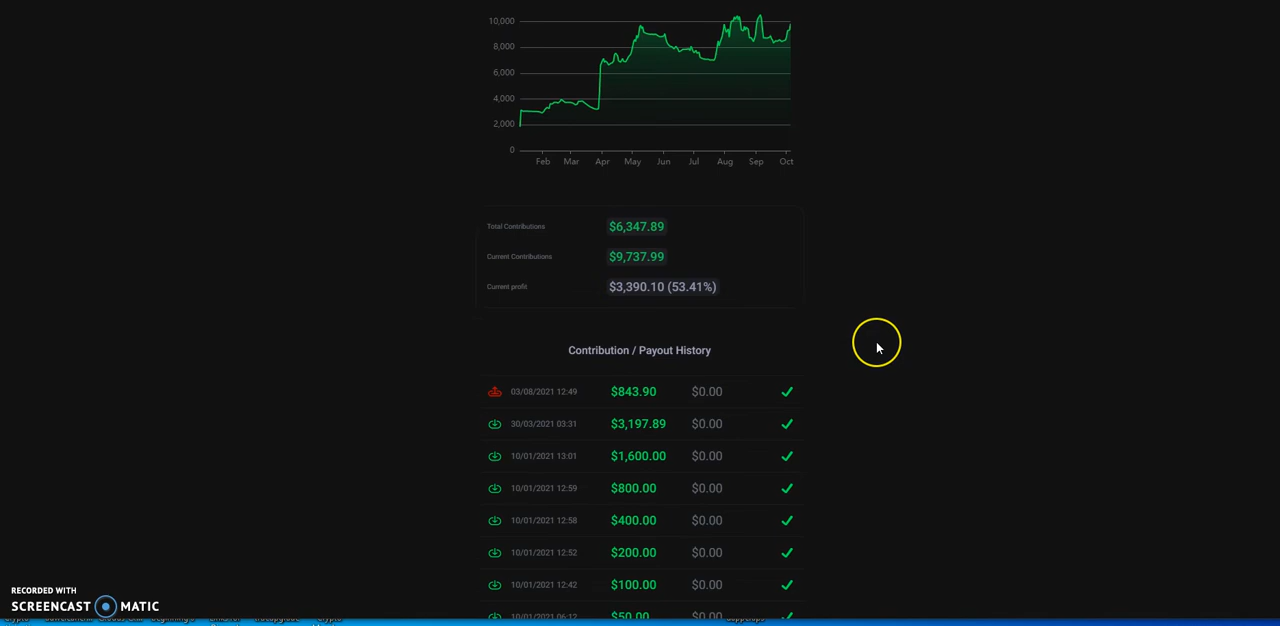 10,000
8,000
6,000
4,000
2,000
0
Feb Mar Apr May Jun Jul Aug Sep Oct
Total Contributions $6,347.89
Current Contributions $9,737.99
Current profit $3,390.10 (53.41%)
Contribution / Payout History
03/08/2021 12:49 $843.90 $0.00
30/03/2021 03:31 $3,197.89 $0.00
10/01/2021 13:01 $1,600.00 $0.00
10/01/2021 12:59 $800.00 $0.00
10/01/2021 12:58 $400.00 $0.00
10/01/2021 12:52 $200.00 $0.00
10/01/2021 12:42 $100.00 $0.00
10/01/2021 06:12 $50.00 $0.00
RECORDED WITH
SCREENCAST MATIC